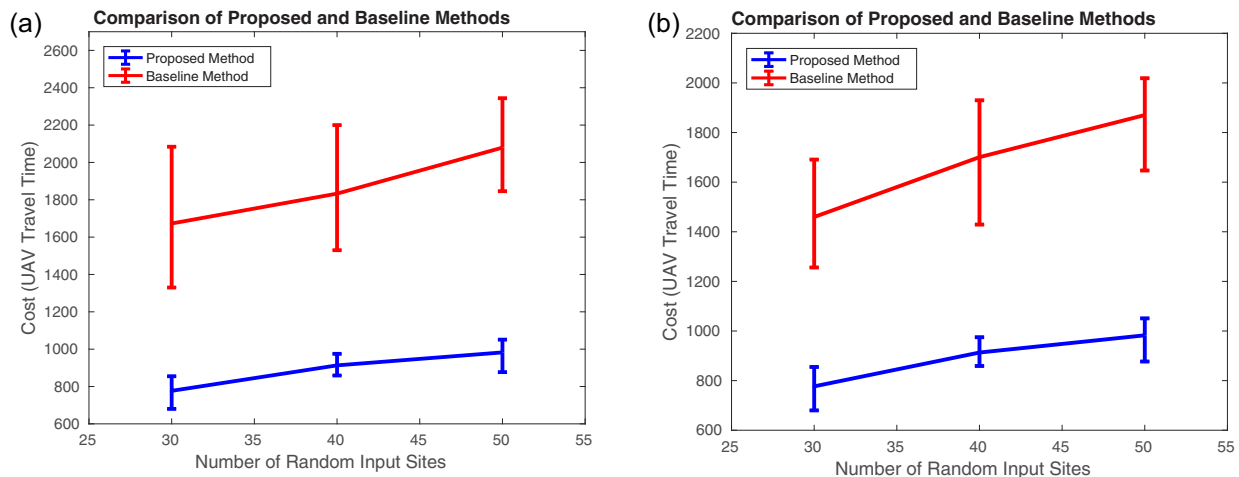 (a)
Comparison of Proposed and Baseline Methods
Proposed Method
Baseline Method
2600
2400
2200
2000
1800
1600
1400
1200
1000
800
600
Cost (UAV Travel Time)
25 30 35 40 45 50 55
Number of Random Input Sites
(b)
Comparison of Proposed and Baseline Methods
Proposed Method
Baseline Method
2200
2000
1800
1600
1400
1200
1000
800
600
Cost (UAV Travel Time)
25 30 35 40 45 50 55
Number of Random Input Sites